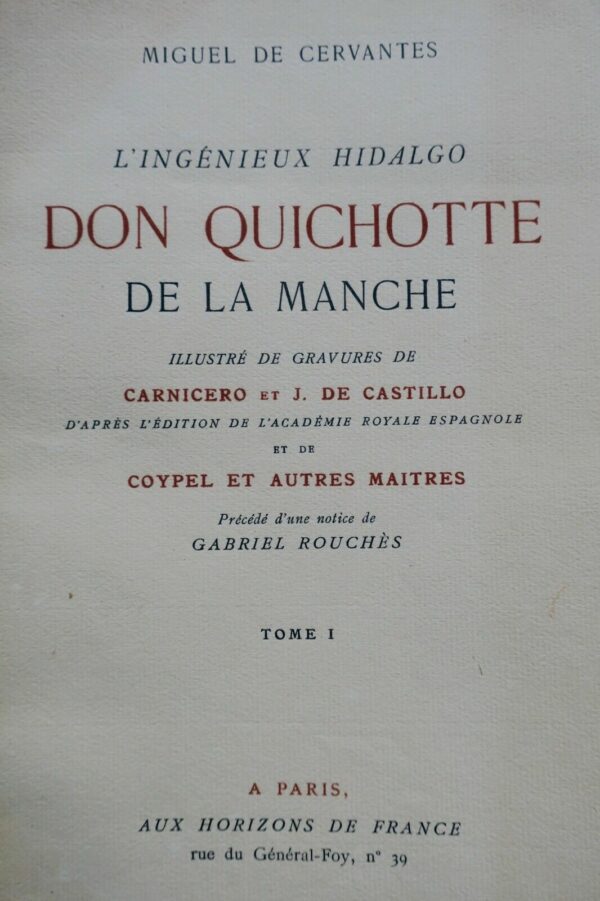 MIGUEL DE CERVANTES
L'INGÉNIEUX HIDALGO
DON QUICHOTTE
DE LA MANCHE
ILLUSTRÉ DE GRAVURES DE
CARNICERO ET J. DE CASTILLO
D'APRÈS L'ÉDITION DE L'ACADÉMIE ROYALE ESPAGNOLE
ET DE
COYPEL ET AUTRES MAITRES
Précédé d'une notice de
GABRIEL ROUCHÈS
TOME I
A PARIS,
AUX HORIZONS DE FRANCE
rue du Général-Foy, n° 39